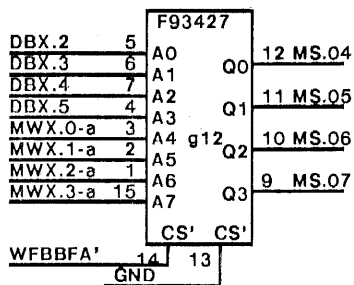 F93427
DBX.2 5 A0
DBX.3 6 A1 Q0 12 MS.04
DBX.4 7 A2
DBX.5 4 A3 Q1 11 MS.05
MWX.0-a 3 A4 g12
MWX.1-a 2 A5 Q2 10 MS.06
MWX.2-a 1 A6
MWX.3-a 15 A7 Q3 9 MS.07
CS' CS'
WFBBFA' 14 13
GND